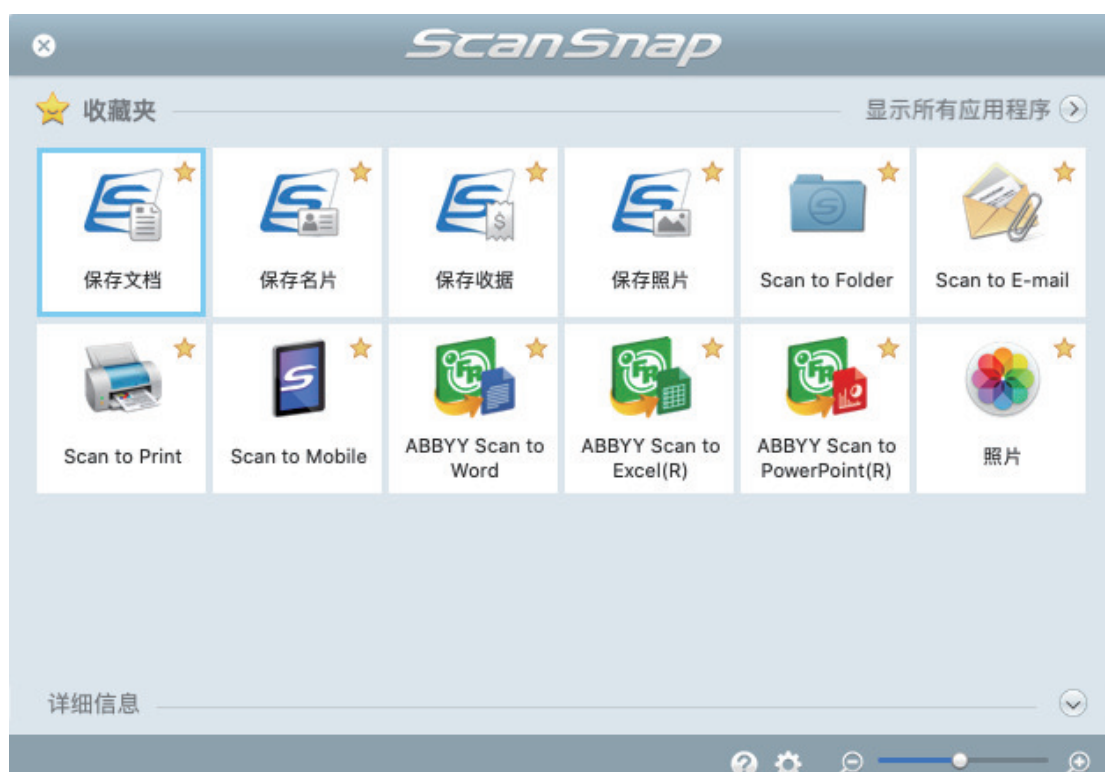 ScanSnap
收藏夹
显示所有应用程序
保存文档
保存名片
保存收据
保存照片
Scan to Folder
Scan to E-mail
Scan to Print
Scan to Mobile
ABBYY Scan to
Word
ABBYY Scan to
Excel(R)
ABBYY Scan to
PowerPoint(R)
照片
详细信息